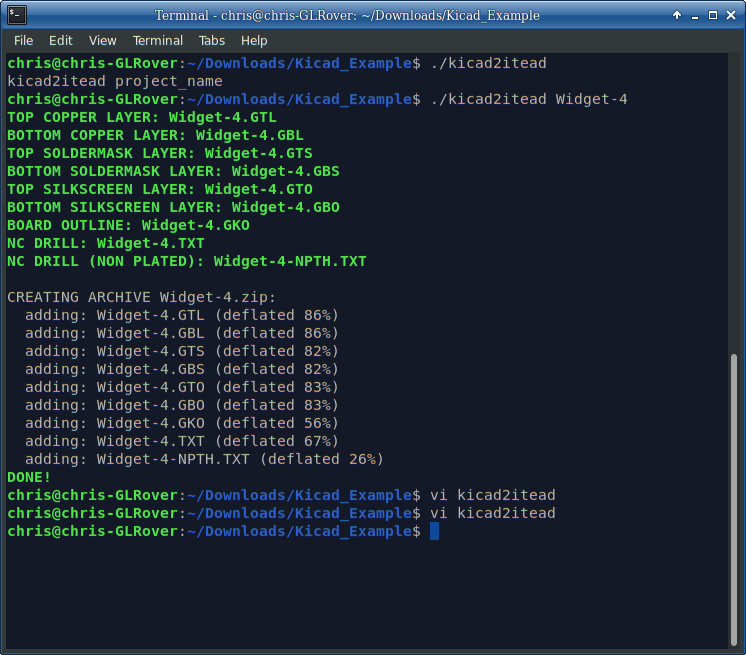 Terminal - chris@chris-GLRover: ~/Downloads/Kicad_Example
File Edit View Terminal Tabs Help
chris@chris-GLRover:~/Downloads/Kicad_Example$ ./kicad2itead
kicad2itead project_name
chris@chris-GLRover:~/Downloads/Kicad_Example$ ./kicad2itead Widget-4
TOP COPPER LAYER: Widget-4.GTL
BOTTOM COPPER LAYER: Widget-4.GBL
TOP SOLDERMASK LAYER: Widget-4.GTS
BOTTOM SOLDERMASK LAYER: Widget-4.GBS
TOP SILKSCREEN LAYER: Widget-4.GTO
BOTTOM SILKSCREEN LAYER: Widget-4.GBO
BOARD OUTLINE: Widget-4.GKO
NC DRILL: Widget-4.TXT
NC DRILL (NON PLATED): Widget-4-NPTH.TXT

CREATING ARCHIVE Widget-4.zip:
  adding: Widget-4.GTL (deflated 86%)
  adding: Widget-4.GBL (deflated 86%)
  adding: Widget-4.GTS (deflated 82%)
  adding: Widget-4.GBS (deflated 82%)
  adding: Widget-4.GTO (deflated 83%)
  adding: Widget-4.GBO (deflated 83%)
  adding: Widget-4.GKO (deflated 56%)
  adding: Widget-4.TXT (deflated 67%)
  adding: Widget-4-NPTH.TXT (deflated 26%)
DONE!
chris@chris-GLRover:~/Downloads/Kicad_Example$ vi kicad2itead
chris@chris-GLRover:~/Downloads/Kicad_Example$ vi kicad2itead
chris@chris-GLRover:~/Downloads/Kicad_Example$